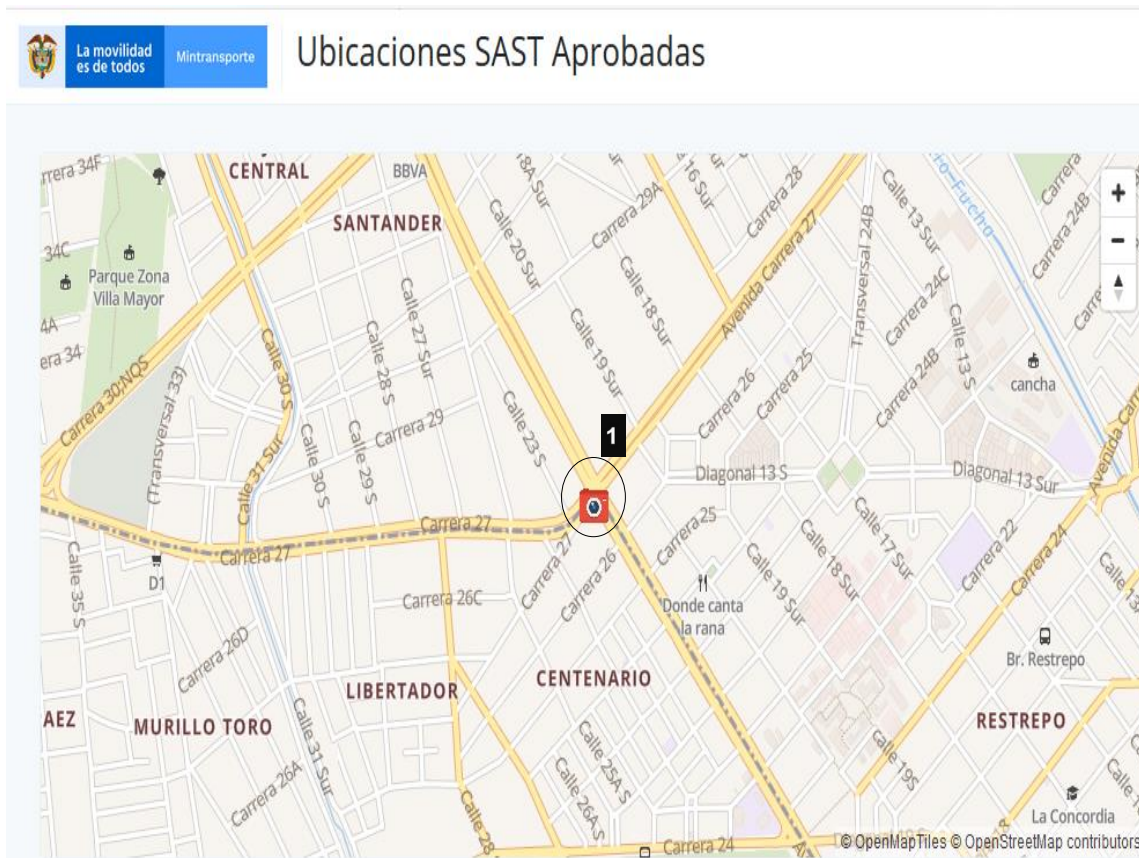 La movilidad
es de todos
Mintransporte
Ubicaciones SAST Aprobadas
rrera 34F
CENTRAL
BBVA
SANTANDER
18A Sur
16 Sur
Carrera 28
Carrera 29A
Calle 20 Sur
Calle 18 Sur
Calle 19 Sur
Avenida Carrera 27
Transversal 24B
Calle 13 Sur
Carrera 24C
Carrera 24B
Calle 13 S
Carrera 24B
Carrera
+
−
34C
Parque Zona
Villa Mayor
4A
era 34
Carrera 30;NQS
(Transversal 33)
Calle 30 S
Calle 31 Sur
Calle 27 Sur
Calle 28 S
Carrera 29
Calle 30 S
Calle 29 S
Calle 23 S
Carrera 26
Carrera 25
cancha
1
Diagonal 13 S
Diagonal 13 Sur
Avenida Carr
Carrera 27
Carrera 27
Carrera 27
Carrera 26
Carrera 25
Calle 17 Sur
Calle 18 Sur
Calle 19 Sur
Carrera 22
Carrera 24
Calle 35 S
D1
Carrera 26C
Carrera 26D
Donde canta
la rana
Br. Restrepo
CENTENARIO
LIBERTADOR
AEZ
MURILLO TORO
RESTREPO
Calle 31 Sur
Carrera 26A
Calle 28
Calle 25A S
Calle 26A S
calle 19S
La Concordia
Carrera 24
© OpenMapTiles © OpenStreetMap contributors